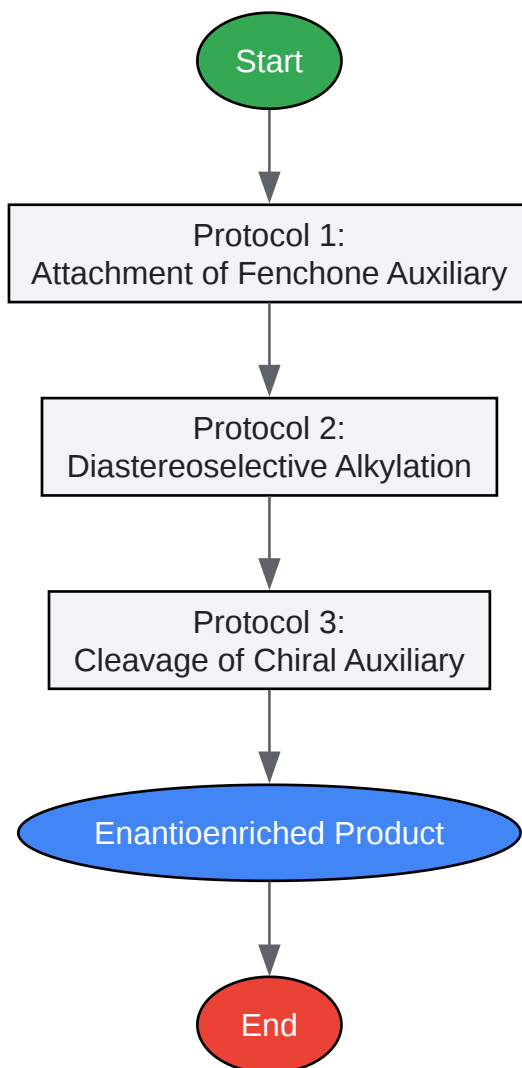 Start
Protocol 1:
Attachment of Fenchone Auxiliary
Protocol 2:
Diastereoselective Alkylation
Protocol 3:
Cleavage of Chiral Auxiliary
Enantioenriched Product
End